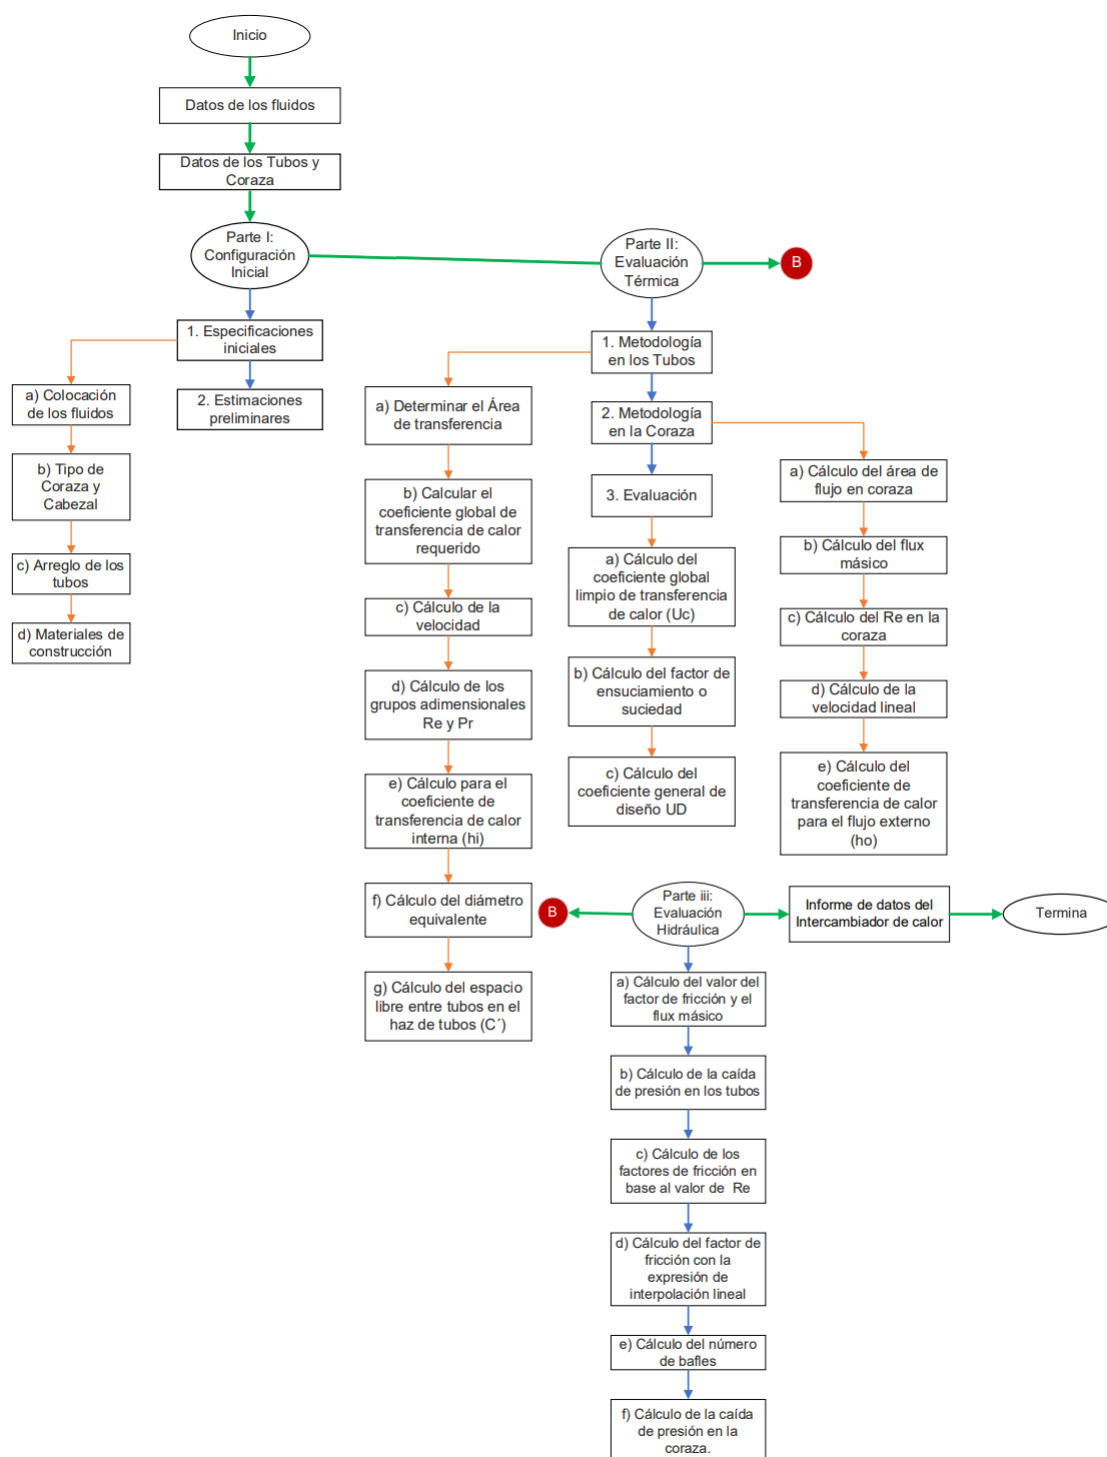 Inicio
Datos de los fluidos
Datos de los Tubos y
Coraza
Parte I:
Configuración
Inicial
Parte II:
Evaluación
Térmica
B
1. Especificaciones
iniciales
2. Estimaciones
preliminares
a) Colocación
de los fluidos
b) Tipo de
Coraza y
Cabezal
c) Arreglo de los
tubos
d) Materiales de
construcción
1. Metodología
en los Tubos
2. Metodología
en la Coraza
3. Evaluación
a) Determinar el Área
de transferencia
b) Calcular el
coeficiente global de
transferencia de calor
requerido
c) Cálculo de la
velocidad
d) Cálculo de los
grupos adimensionales
Re y Pr
e) Cálculo para el
coeficiente de
transferencia de calor
interna (hi)
f) Cálculo del diámetro
equivalente
g) Cálculo del espacio
libre entre tubos en el
haz de tubos (C´)
a) Cálculo del
coeficiente global
limpio de transferencia
de calor (Uc)
b) Cálculo del factor de
ensuciamiento o
suciedad
c) Cálculo del
coeficiente general de
diseño UD
a) Cálculo del área de
flujo en coraza
b) Cálculo del flux
másico
c) Cálculo del Re en la
coraza
d) Cálculo de la
velocidad lineal
e) Cálculo del
coeficiente de
transferencia de calor
para el flujo externo
(ho)
B
Parte iii:
Evaluación
Hidráulica
Informe de datos del
Intercambiador de calor
Termina
a) Cálculo del valor del
factor de fricción y el
flux másico
b) Cálculo de la caída
de presión en los tubos
c) Cálculo de los
factores de fricción en
base al valor de Re
d) Cálculo del factor de
fricción con la
expresión de
interpolación lineal
e) Cálculo del número
de bafles
f) Cálculo de la caída
de presión en la
coraza.